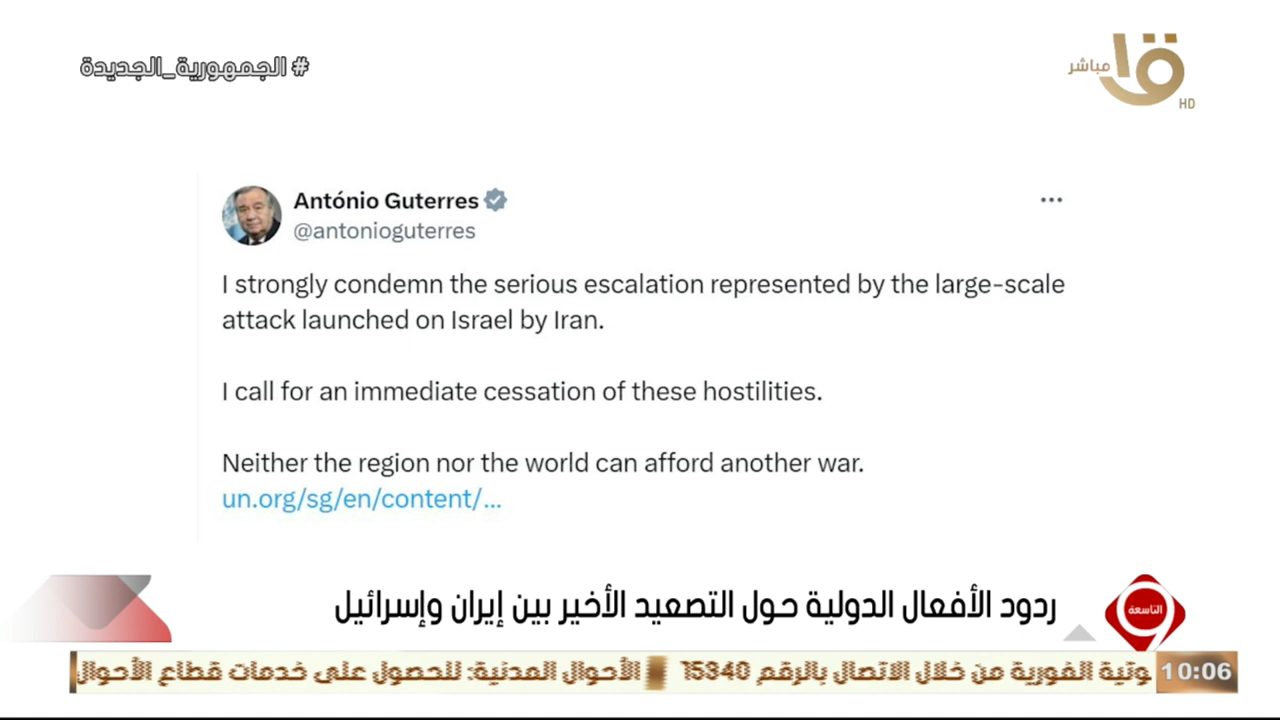 # الجمهورية_الجديدة
مباشر
HD
António Guterres
@antonioguterres
I strongly condemn the serious escalation represented by the large-scale
attack launched on Israel by Iran.
I call for an immediate cessation of these hostilities.
Neither the region nor the world can afford another war.
un.org/sg/en/content/...
ردود الأفعال الدولية حول التصعيد الأخير بين إيران وإسرائيل
التاسعة
9
10:06
وتية الفورية من خلال الاتصال بالرقم 15340 الأحوال المدنية: للحصول على خدمات قطاع الأحوال